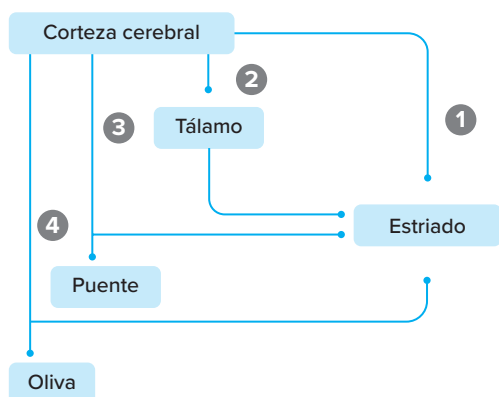 Corteza cerebral
2
1
3
Tálamo
4
Estriado
Puente
Oliva